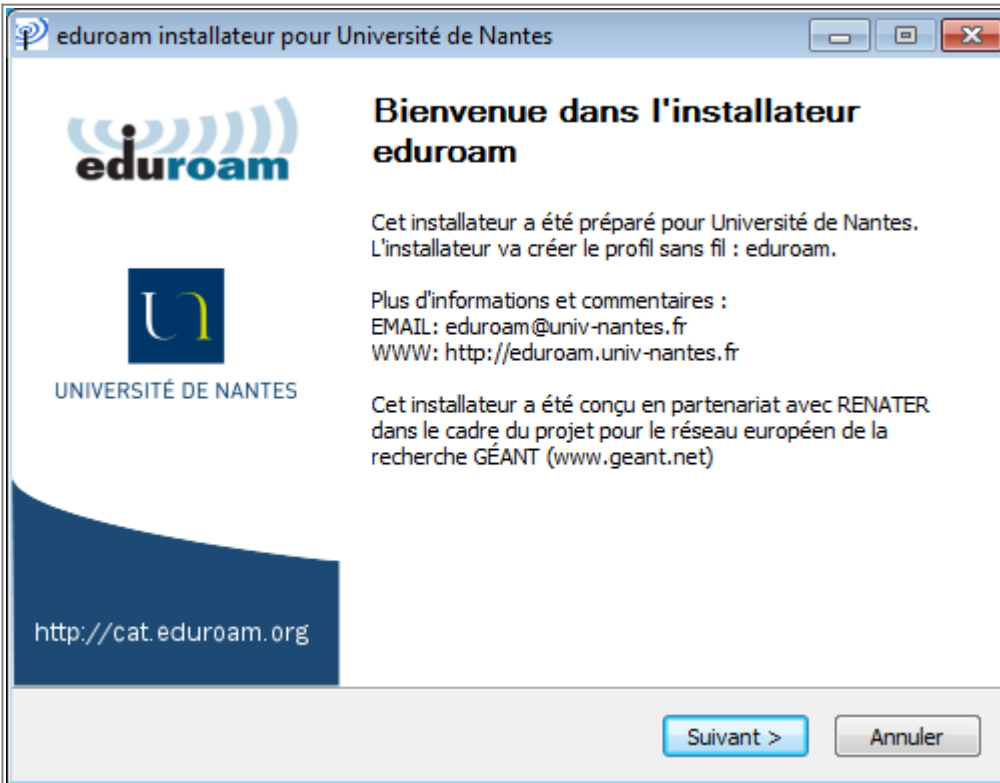 eduroam installateur pour Université de Nantes
eduroam
UNIVERSITÉ DE NANTES
http://cat.eduroam.org
Bienvenue dans l'installateur
eduroam
Cet installateur a été préparé pour Université de Nantes.
L'installateur va créer le profil sans fil : eduroam.
Plus d'informations et commentaires :
EMAIL: eduroam@univ-nantes.fr
WWW: http://eduroam.univ-nantes.fr
Cet installateur a été conçu en partenariat avec RENATER
dans le cadre du projet pour le réseau européen de la
recherche GÉANT (www.geant.net)
Suivant >
Annuler